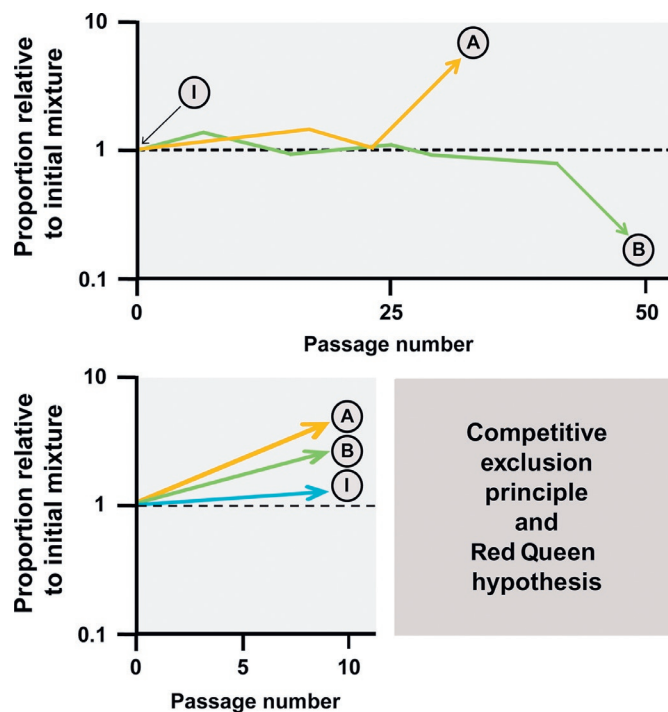 Proportion relative
to initial mixture
10
1
0.1
I
A
B
0
25
50
Passage number
Proportion relative
to initial mixture
10
1
0.1
A
B
I
0
5
10
Passage number
Competitive
exclusion
principle
and
Red Queen
hypothesis